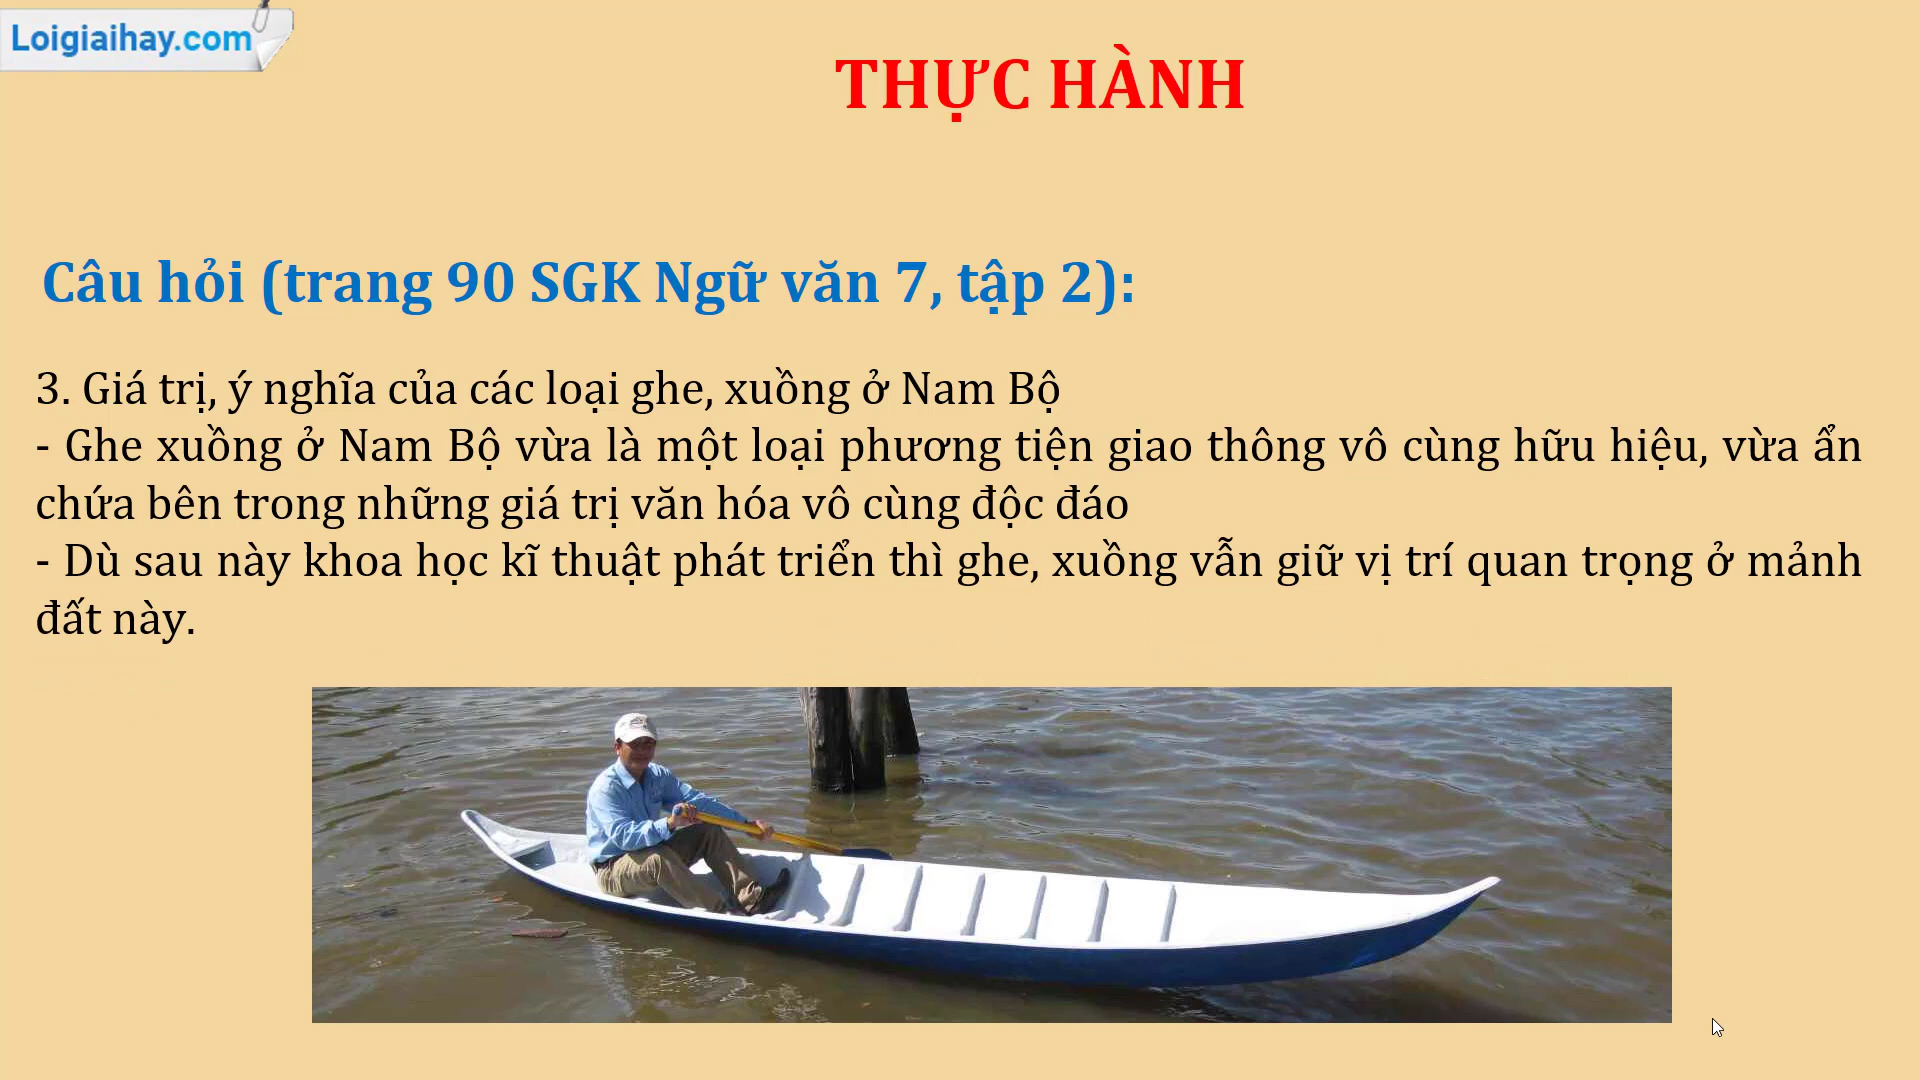 Loigiaihay.com
THỰC HÀNH
Câu hỏi (trang 90 SGK Ngữ văn 7, tập 2):
3. Giá trị, ý nghĩa của các loại ghe, xuồng ở Nam Bộ
- Ghe xuồng ở Nam Bộ vừa là một loại phương tiện giao thông vô cùng hữu hiệu, vừa ẩn
chứa bên trong những giá trị văn hóa vô cùng độc đáo
- Dù sau này khoa học kĩ thuật phát triển thì ghe, xuồng vẫn giữ vị trí quan trọng ở mảnh
đất này.